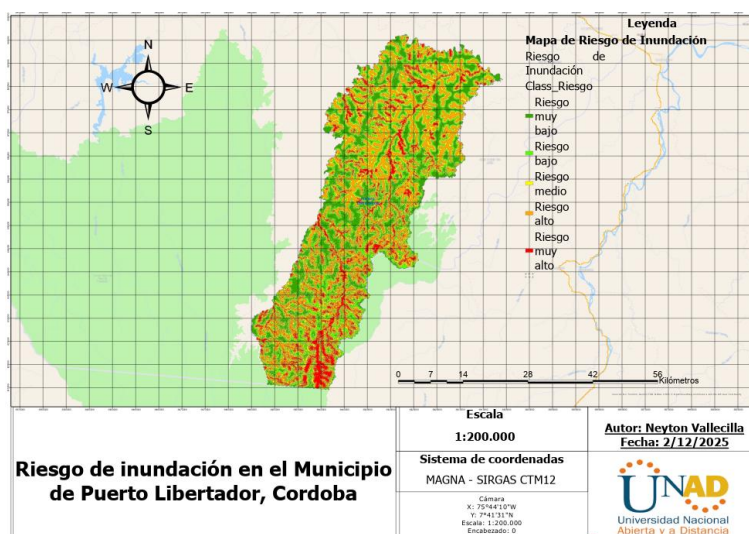 Leyenda
Mapa de Riesgo de Inundación
Riesgo de
Inundación
Class_Riesgo
Riesgo
muy
bajo
Riesgo
bajo
Riesgo
medio
Riesgo
alto
Riesgo
muy
alto
N
W
E
S
0 7 14 28 42 56
Kilómetros
Riesgo de inundación en el Municipio
de Puerto Libertador, Cordoba
Escala
1:200.000
Sistema de coordenadas
MAGNA - SIRGAS CTM12
Cámara
X: 75°44'10"W
Y: 7°41'31"N
Escala: 1:200.000
Encabezado: 0
Autor: Neyton Vallecilla
Fecha: 2/12/2025
UNAD
Universidad Nacional
Abierta y a Distancia